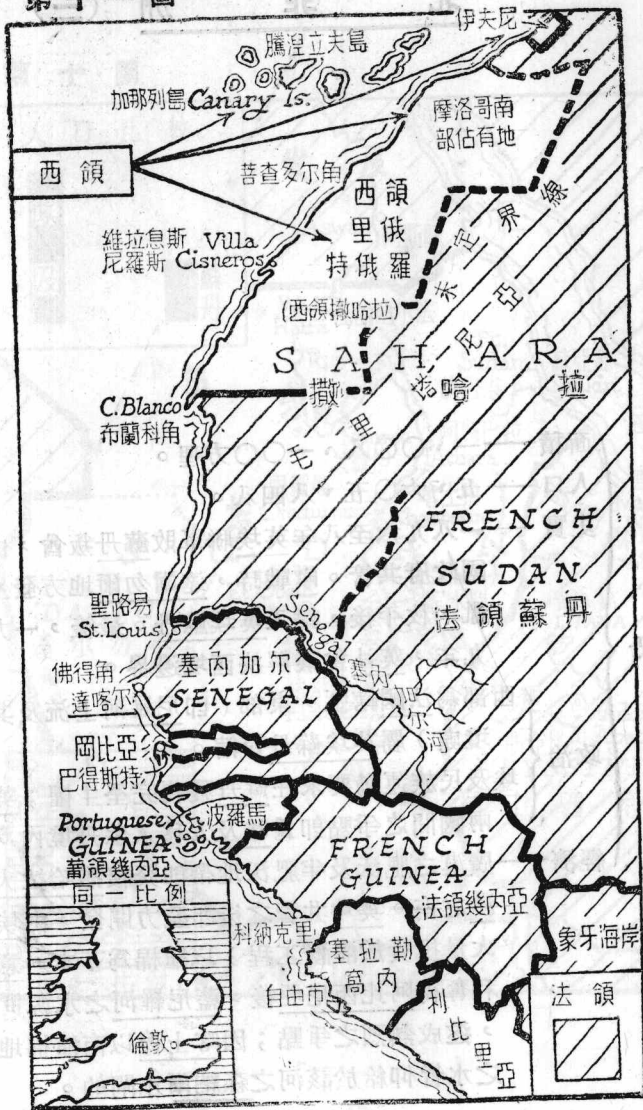 伊夫尼
騰涅立夫島
加那列島 Canary Is.
摩洛哥南
部佔有地
西領
菩查多尔角
西領
里俄
特俄羅
(西領撒哈拉)
未定界線
維拉息斯 Villa
尼羅斯 Cisneros
SAHARA
撒哈拉
毛里塔尼亞
C.Blanco
布蘭科角
FRENCH
SUDAN
法領蘇丹
聖路易
St.Louis
Senegal
塞內加尔河
塞內加尔
SENEGAL
佛得角
達喀尔
岡比亞
巴得斯特
波羅馬
Portuguese
GUINEA
葡領幾內亞
FRENCH
GUINEA
法領幾內亞
同比例
倫敦
科納克里
自由市
塞拉勒
窩內
利比里亞
象牙海岸
法領